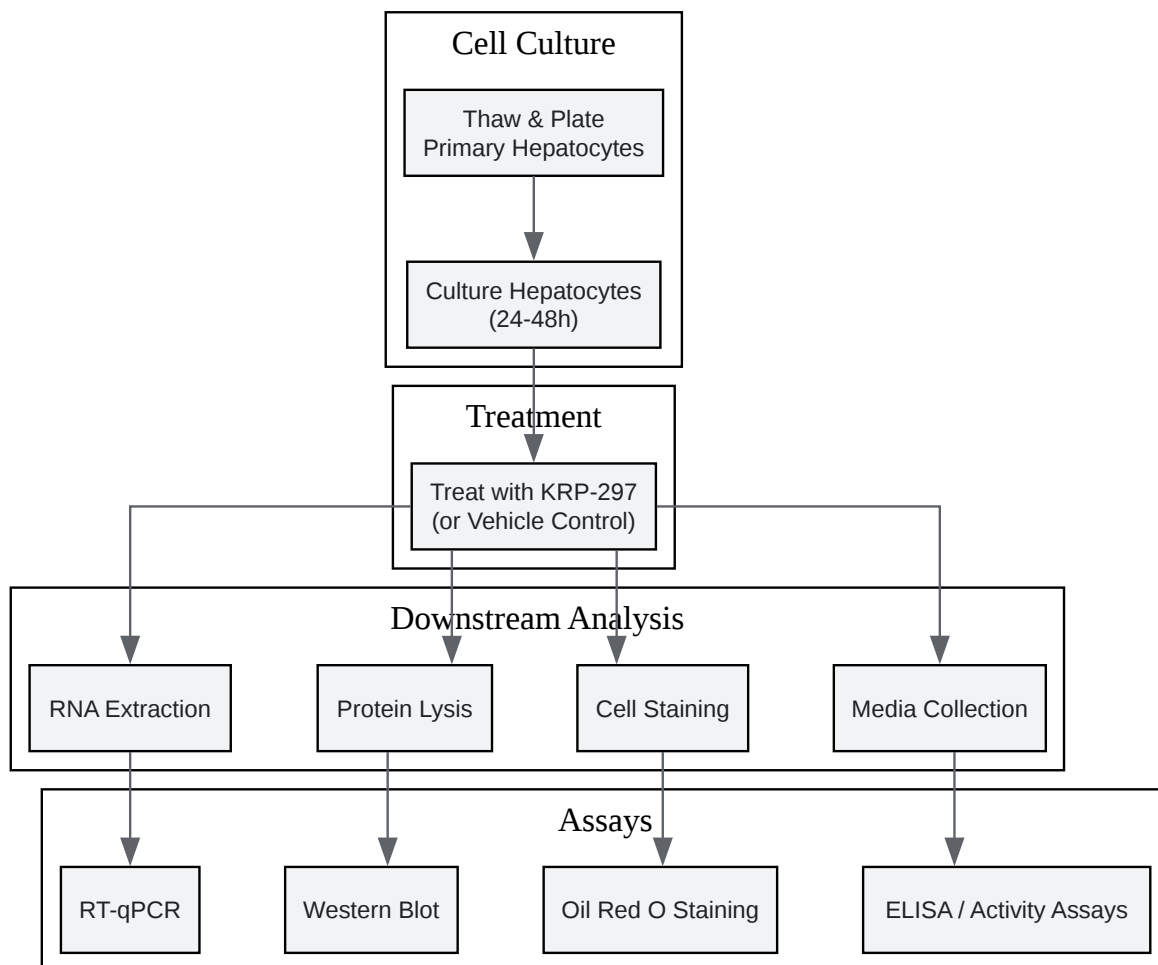 Cell Culture
Thaw & Plate
Primary Hepatocytes
Culture Hepatocytes
(24-48h)
Treatment
Treat with KRP-297
(or Vehicle Control)
Downstream Analysis
RNA Extraction
Protein Lysis
Cell Staining
Media Collection
Assays
RT-qPCR
Western Blot
Oil Red O Staining
ELISA / Activity Assays